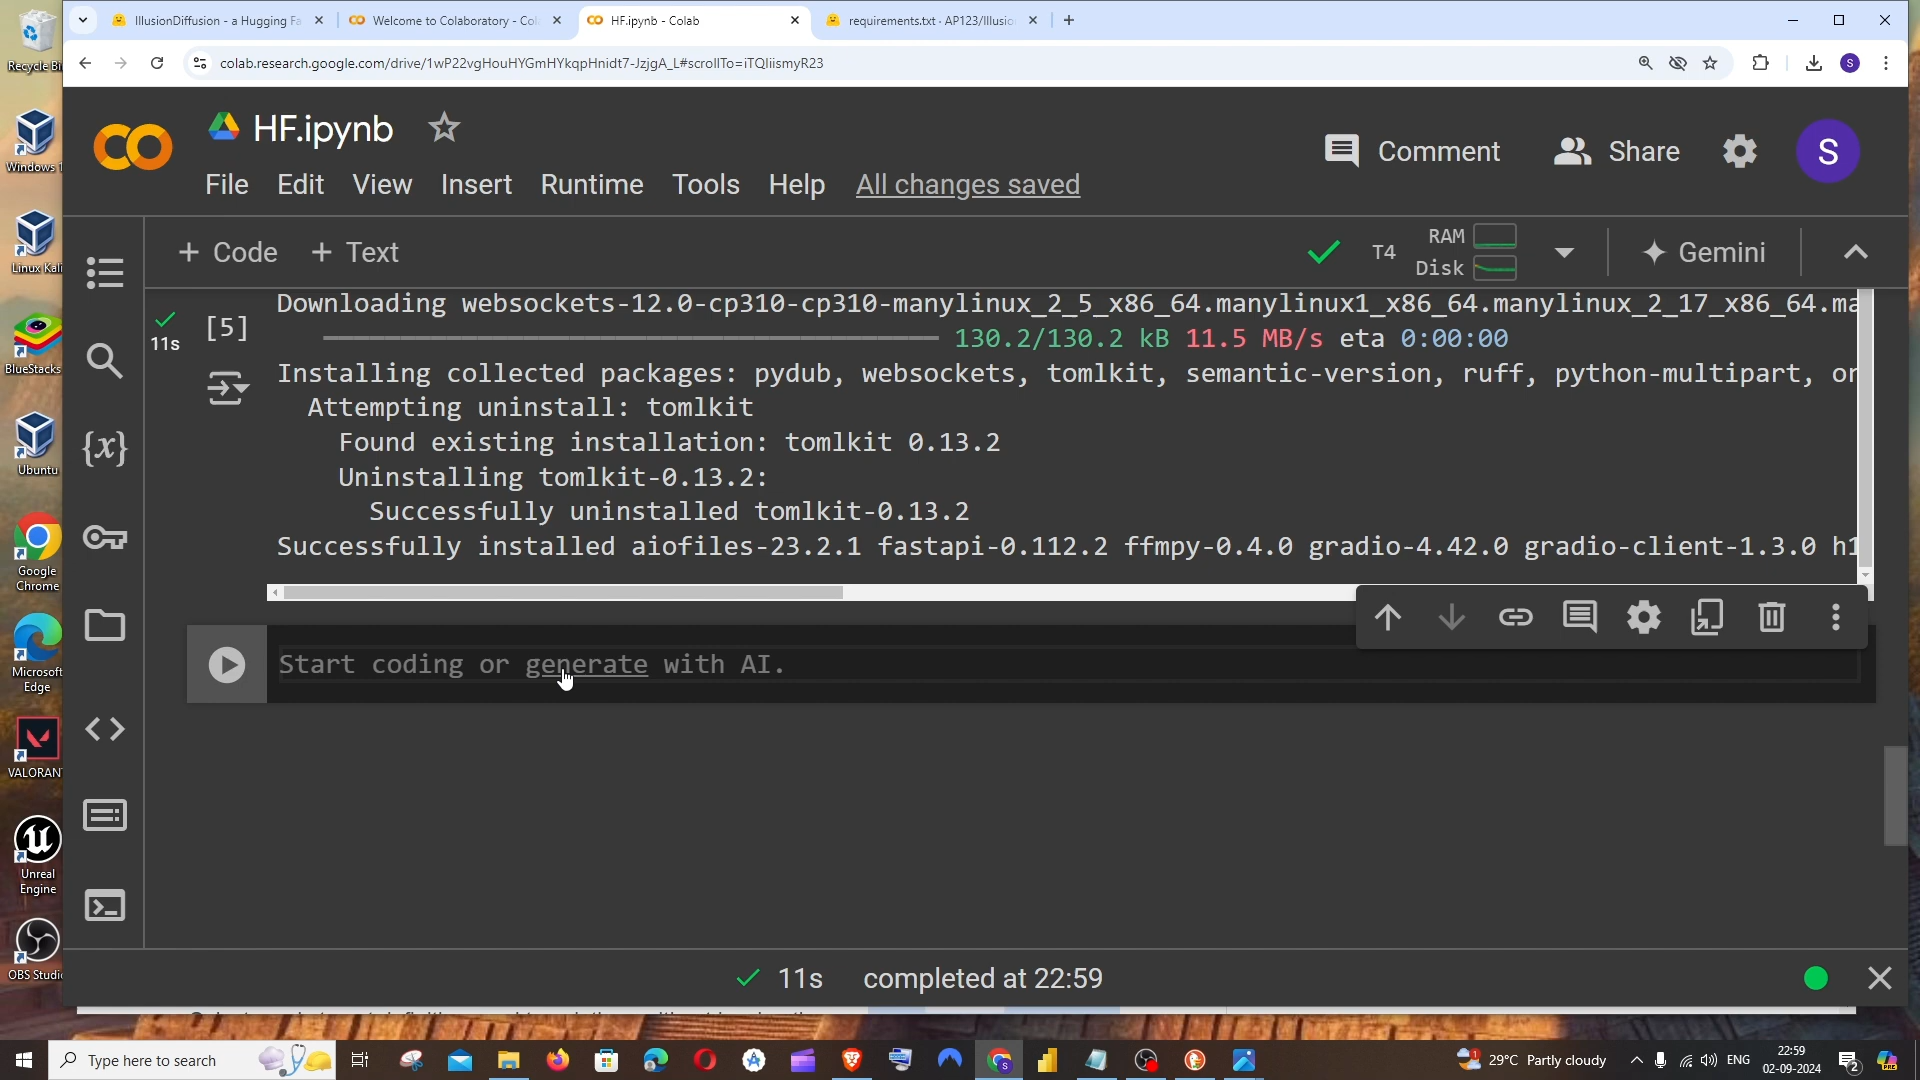 IllusionDiffusion - a Hugging Fa
Welcome to Colaboratory - Col
HF.ipynb - Colab
requirements.txt · AP123/Illusio
colab.research.google.com/drive/1wP22vgHouHYGmHYkqpHnidt7-JzjgA_L#scrollTo=iTQIiismyR23
S
HF.ipynb
Comment
Share
S
File Edit View Insert Runtime Tools Help All changes saved
+ Code + Text
T4
RAM
Disk
Gemini
11s
[5]
Downloading websockets-12.0-cp310-cp310-manylinux_2_5_x86_64.manylinux1_x86_64.manylinux_2_17_x86_64.ma
130.2/130.2 kB 11.5 MB/s eta 0:00:00
Installing collected packages: pydub, websockets, tomlkit, semantic-version, ruff, python-multipart, or
Attempting uninstall: tomlkit
Found existing installation: tomlkit 0.13.2
Uninstalling tomlkit-0.13.2:
Successfully uninstalled tomlkit-0.13.2
Successfully installed aiofiles-23.2.1 fastapi-0.112.2 ffmpy-0.4.0 gradio-4.42.0 gradio-client-1.3.0 h1
{x}
Start coding or generate with AI.
11s completed at 22:59
Recycle Bi
Windows 1
Linux Kali
BlueStacks
Ubuntu
Google
Chrome
Microsoft
Edge
VALORANT
Unreal
Engine
OBS Studio
Type here to search
29°C Partly cloudy
ENG
22:59
02-09-2024
2